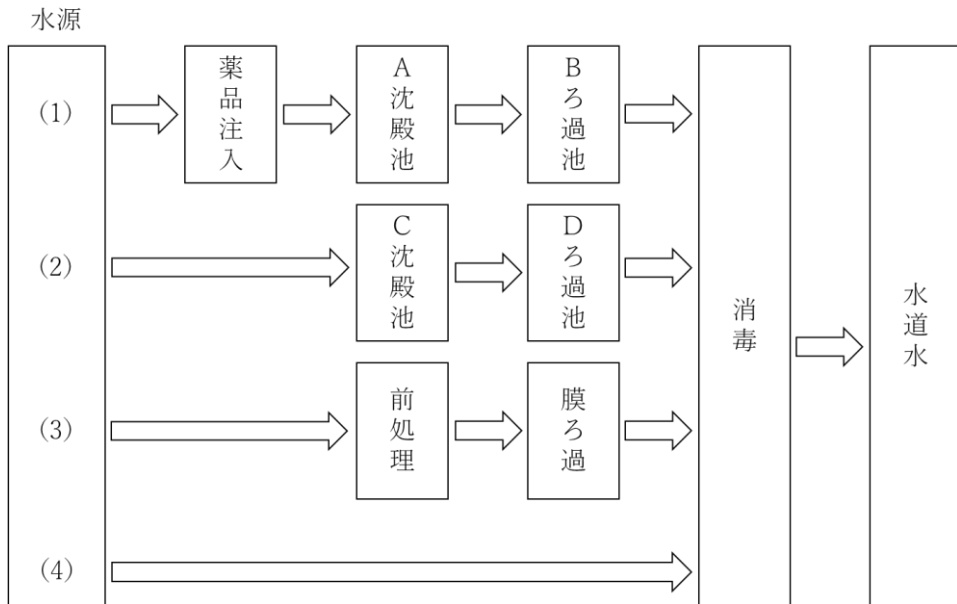 水源
(1)
薬品注入
A沈殿池
Bろ過池
(2)
C沈殿池
Dろ過池
(3)
前処理
膜ろ過
(4)
消毒
水道水